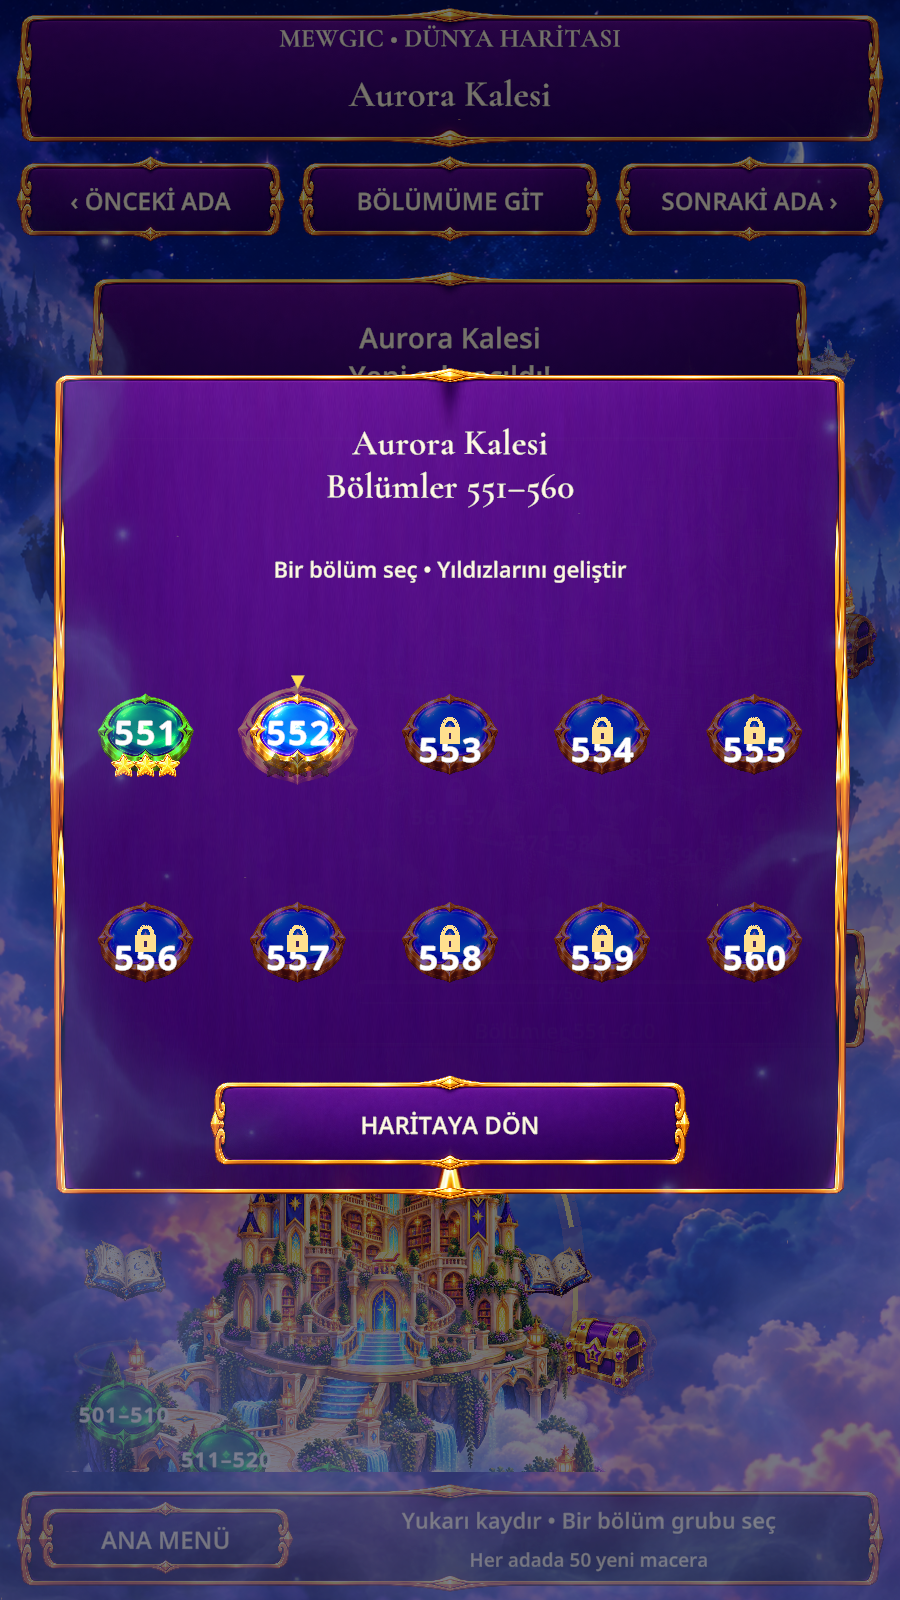 MEWGIC • DÜNYA HARİTASI
Aurora Kalesi
‹ ÖNCEKİ ADA
BÖLÜMÜME GİT
SONRAKİ ADA ›
Aurora Kalesi
Aurora Kalesi
Bölümler 551–560
Bir bölüm seç • Yıldızlarını geliştir
551
552
553
554
555
556
557
558
559
560
HARİTAYA DÖN
501–510
511–520
ANA MENÜ
Yukarı kaydır • Bir bölüm grubu seç
Her adada 50 yeni macera